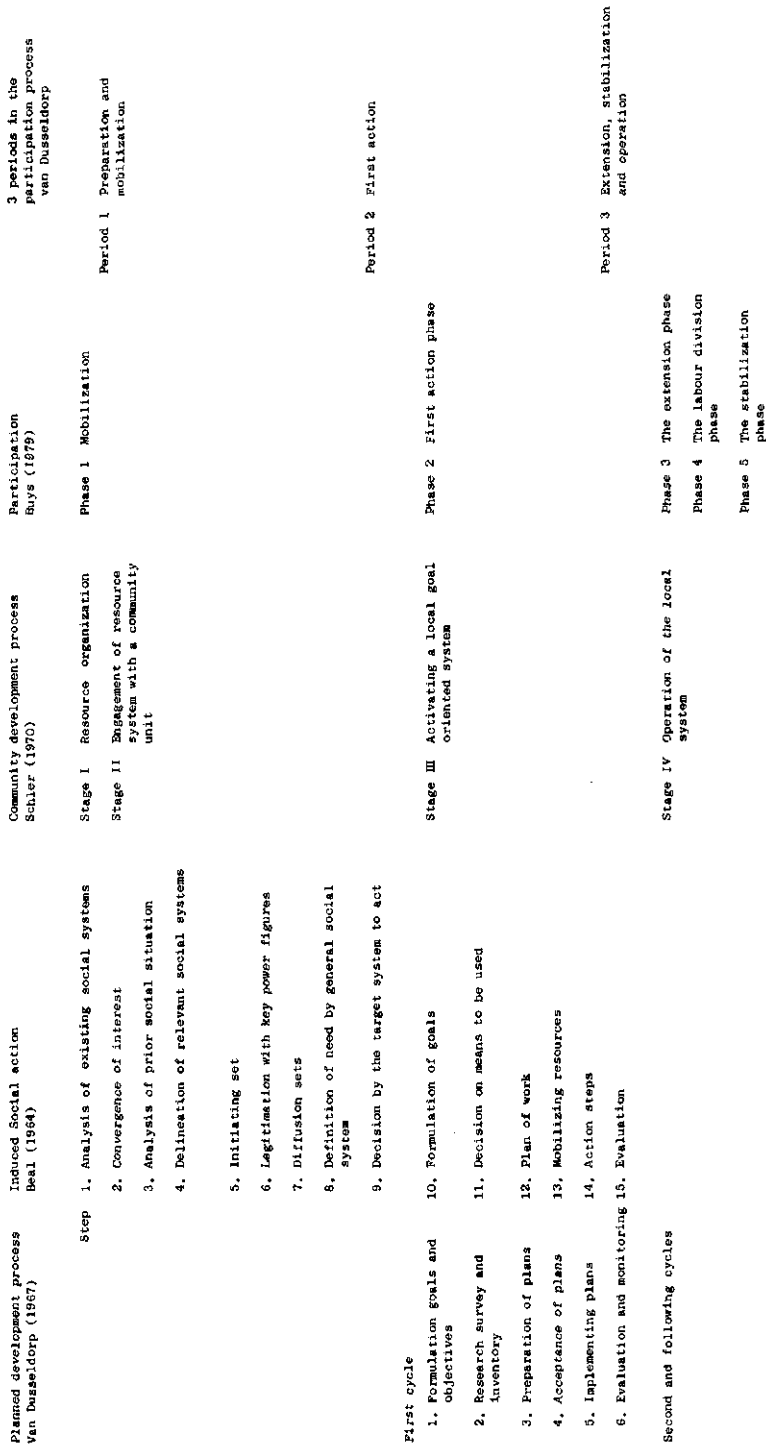 Planned development process
Van Dusseldorp (1967)
First cycle
1. Formulation goals and
objectives
2. Research survey and
inventory
3. Preparation of plans
4. Acceptance of plans
5. Implementing plans
6. Evaluation and monitoring
Second and following cycles
Induced Social action
Beal (1964)
Step 1. Analysis of existing social systems
2. Convergence of interest
3. Analysis of prior social situation
4. Delineation of relevant social systems
5. Initiating set
6. Legitimation with key power figures
7. Diffusion sets
8. Definition of need by general social
system
9. Decision by the target system to act
10. Formulation of goals
11. Decision on means to be used
12. Plan of work
13. Mobilizing resources
14. Action steps
15. Evaluation
Community development process
Schler (1970)
Stage I Resource organization
Stage II Engagement of resource
system with a community
unit
Stage III Activating a local goal
oriented system
Stage IV Operation of the local
system
Participation
Buys (1979)
Phase 1 Mobilization
Phase 2 First action phase
Phase 3 The extension phase
Phase 4 The labour division
phase
Phase 5 The stabilization
phase
3 periods in the
participation process
van Dusseldorp
Period 1 Preparation and
mobilization
Period 2 First action
Period 3 Extension, stabilization
and operation